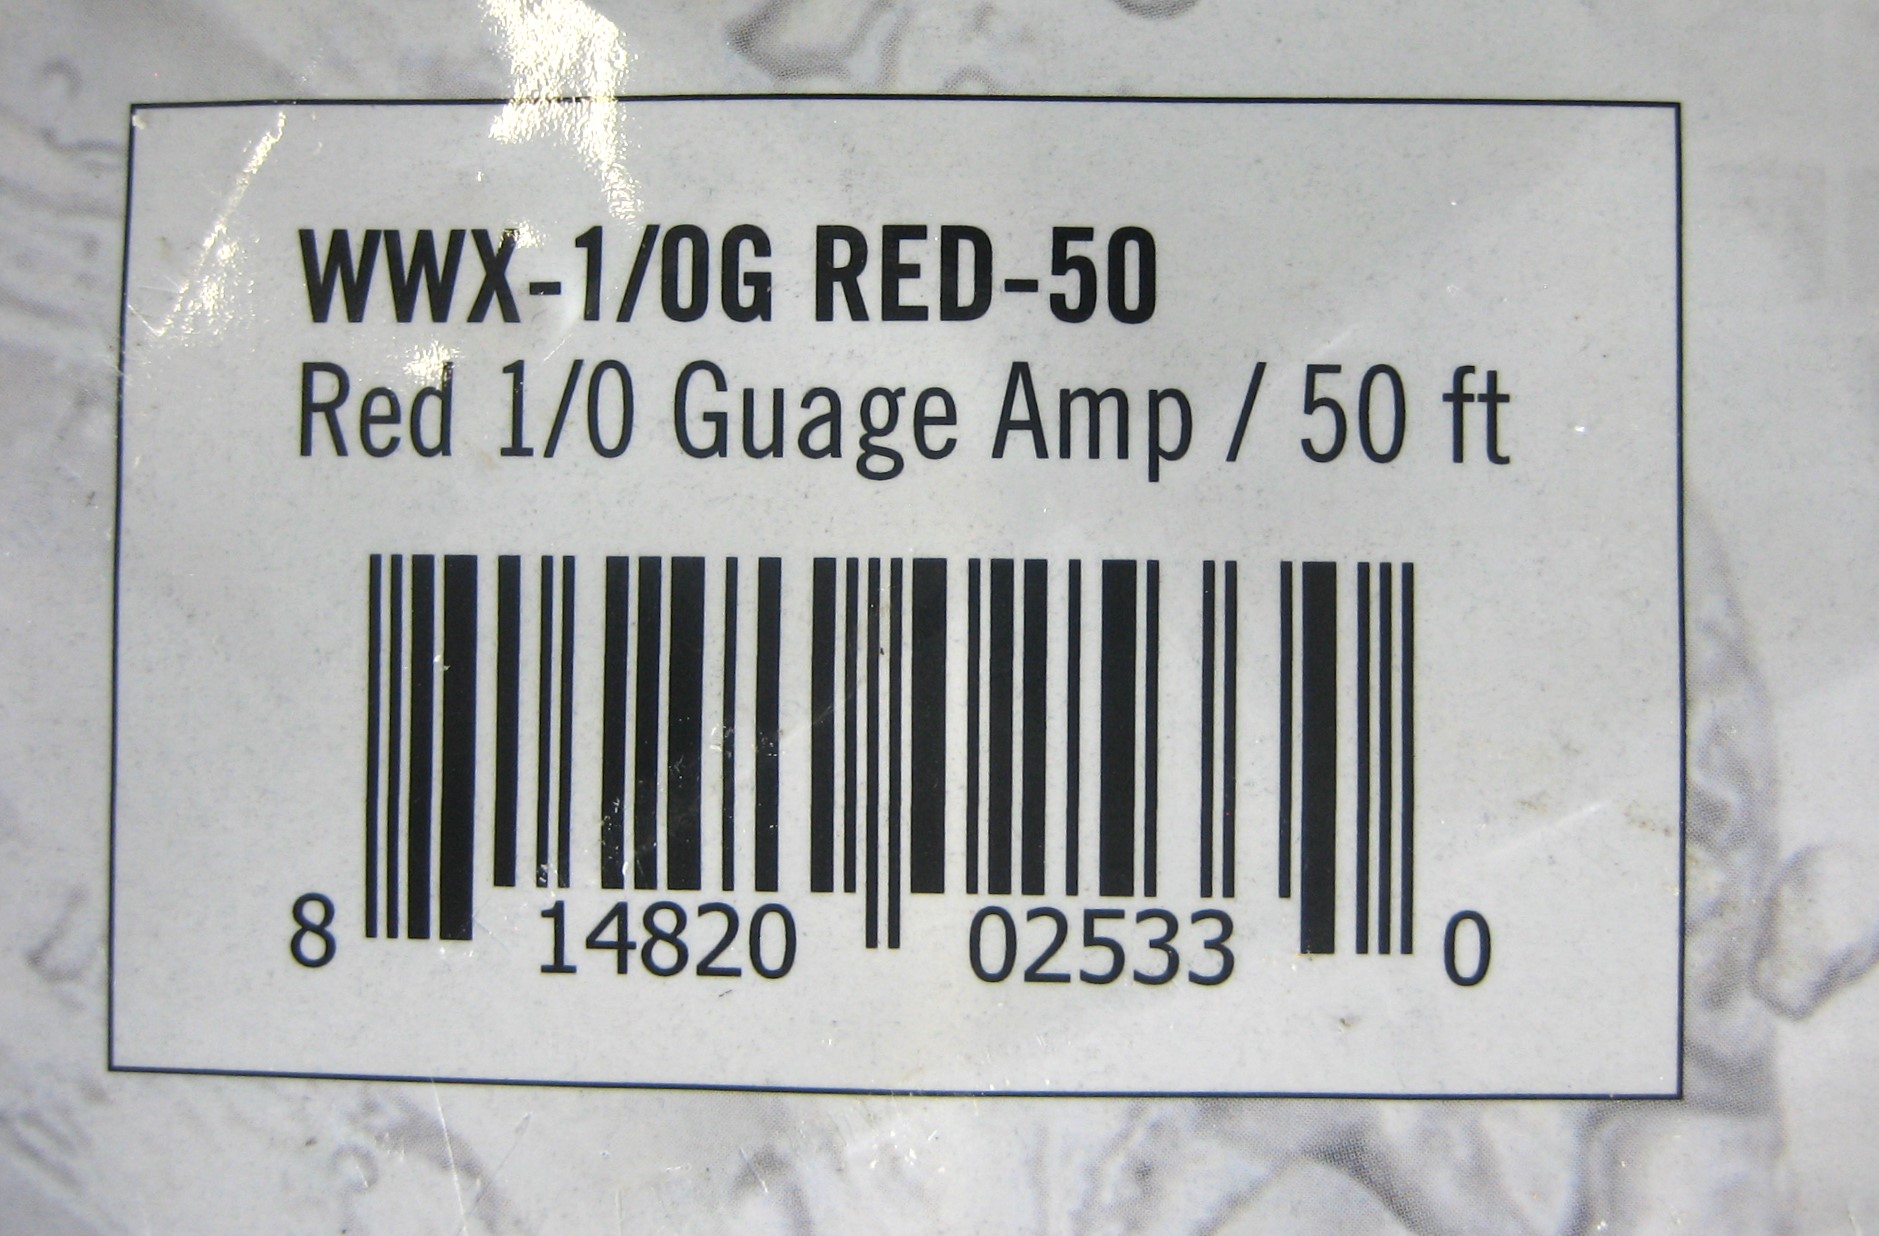 WWX-1/0G RED-50
Red 1/0 Guage Amp / 50 ft
8 14820 02533 0